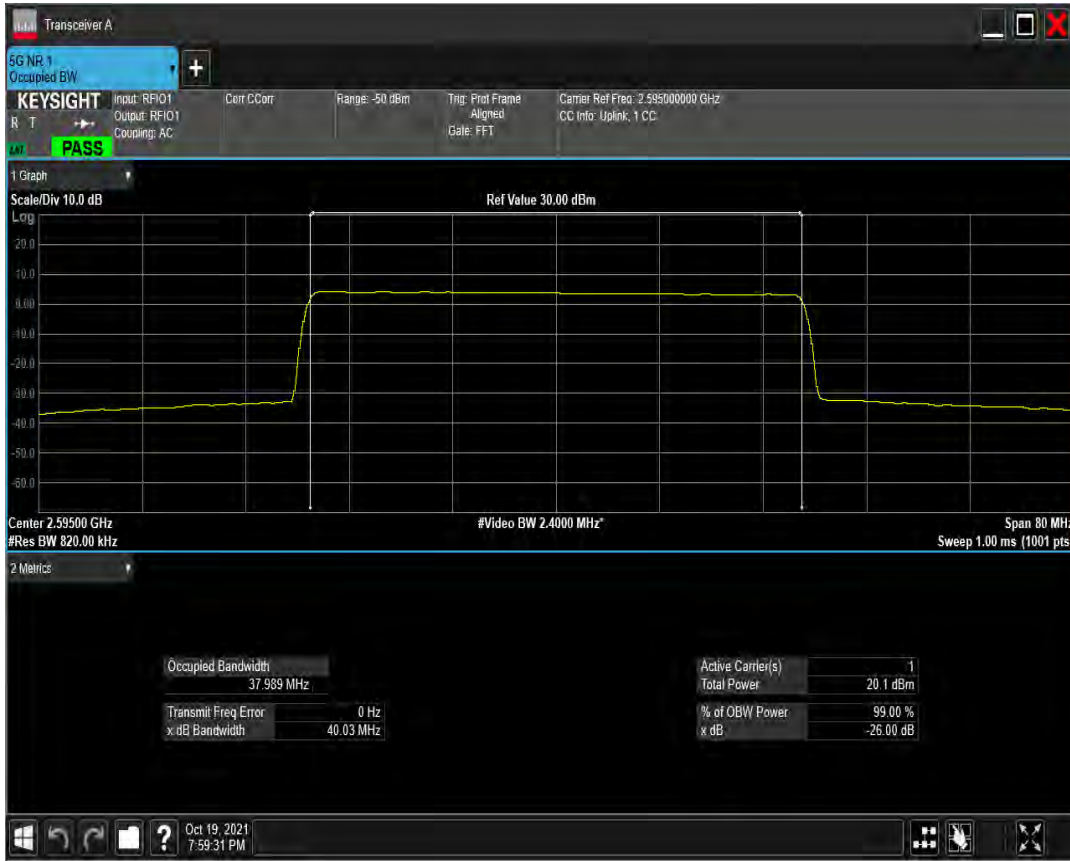 Transceiver A
5G NR 1
Occupied BW
+
KEYSIGHT
R T
PASS
Input: RFIO1
Output: RFIO1
Coupling: AC
Corr CCorr
Range: -50 dBm
Trig: Prot Frame
Aligned
Gate: FFT
Carrier Ref Freq: 2.595000000 GHz
CC Info: Uplink, 1 CC
1 Graph
Scale/Div 10.0 dB
Ref Value 30.00 dBm
Log
20.0
10.0
0.00
-10.0
-20.0
-30.0
-40.0
-50.0
-60.0
Center 2.59500 GHz
#Video BW 2.4000 MHz*
Span 80 MHz
#Res BW 820.00 kHz
Sweep 1.00 ms (1001 pts
2 Metrics
Occupied Bandwidth
37.989 MHz
Transmit Freq Error 0 Hz
x dB Bandwidth 40.03 MHz
Active Carrier(s) 1
Total Power 20.1 dBm
% of OBW Power 99.00 %
x dB -26.00 dB
?
Oct 19, 2021
7:59:31 PM